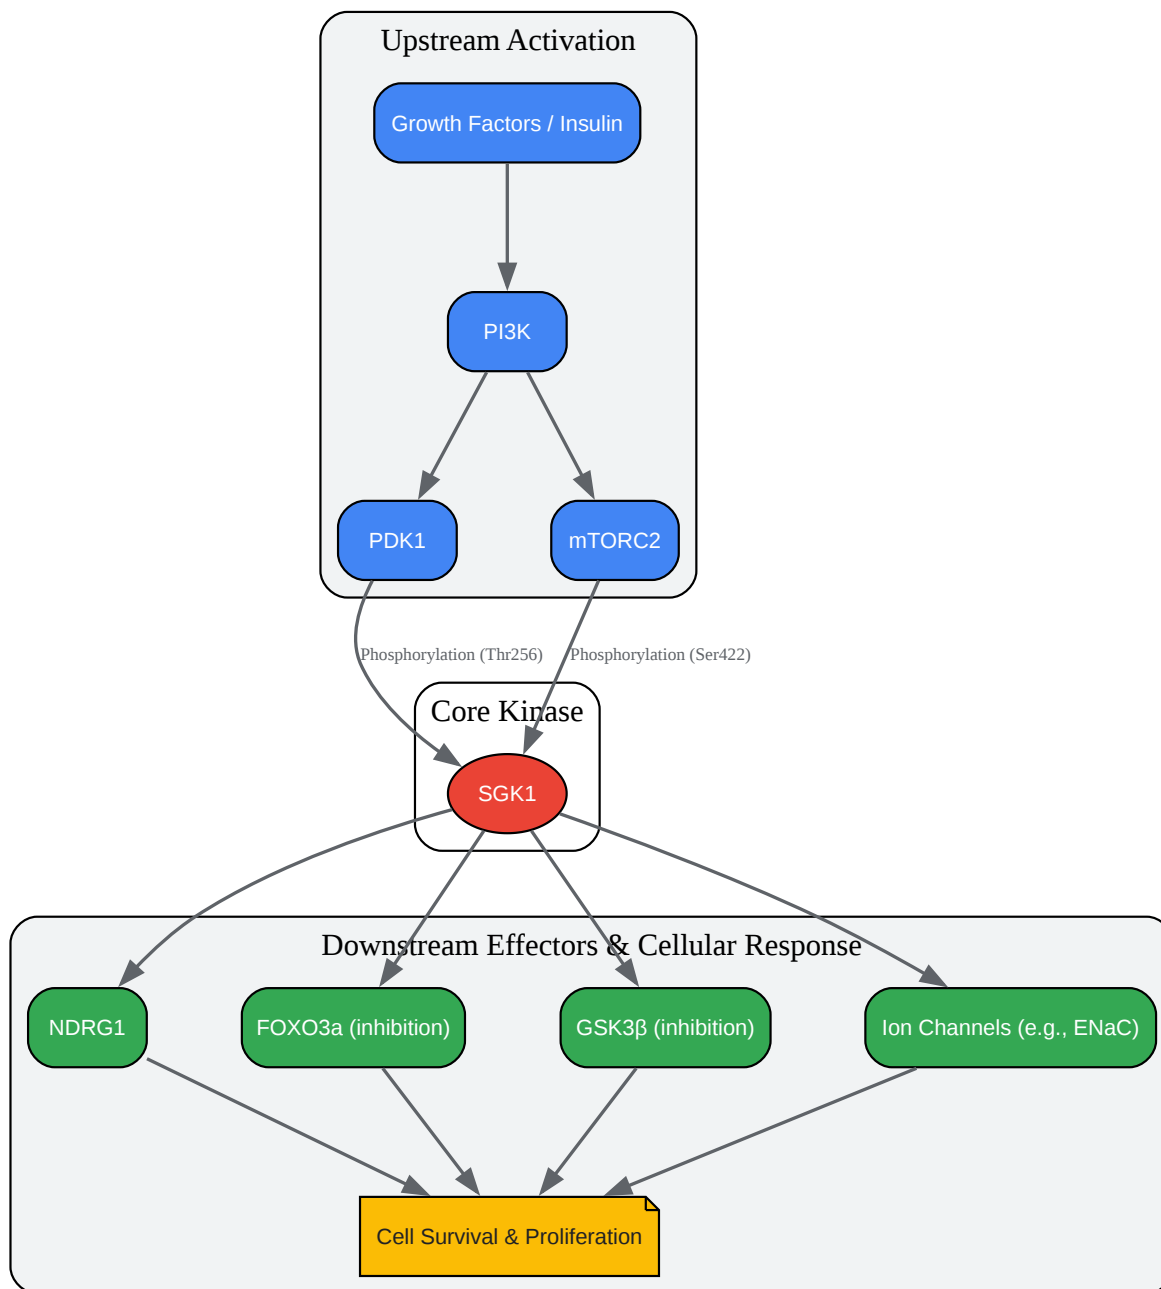 Upstream Activation
Growth Factors / Insulin
PI3K
PDK1
mTORC2
Phosphorylation (Thr256)
Phosphorylation (Ser422)
Core Kinase
SGK1
Downstream Effectors & Cellular Response
NDRG1
FOXO3a (inhibition)
GSK3β (inhibition)
Ion Channels (e.g., ENaC)
Cell Survival & Proliferation